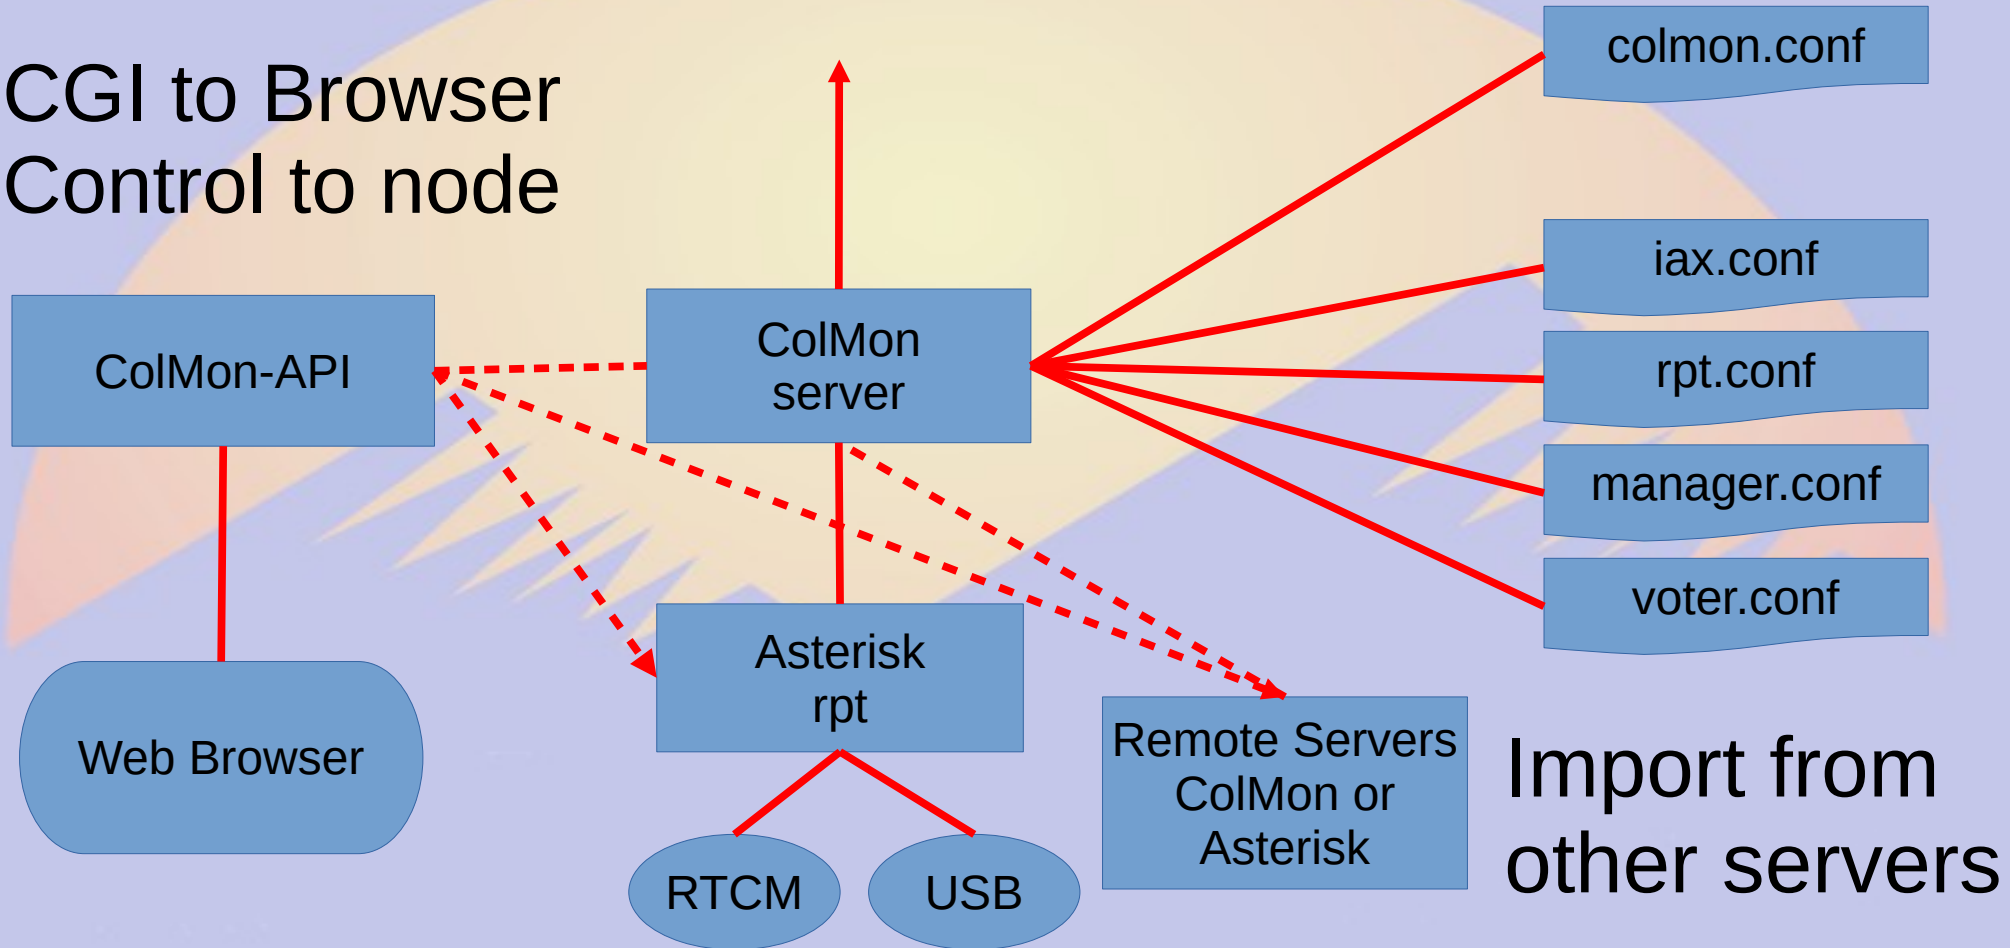 CGI to Browser
Control to node
colmon.conf
iax.conf
rpt.conf
manager.conf
voter.conf
ColMon-API
ColMon
server
Web Browser
Asterisk
rpt
RTCM
USB
Remote Servers
ColMon or
Asterisk
Import from
other servers